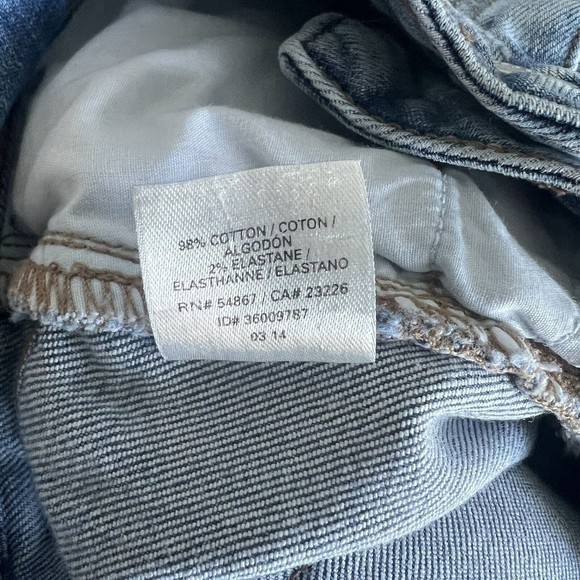 98% COTTON / COTON /
ALGODÓN
2% ELASTANE /
ELASTHANNE / ELASTANO
RN# 54867 / CA# 23226
ID# 36009787
03 14